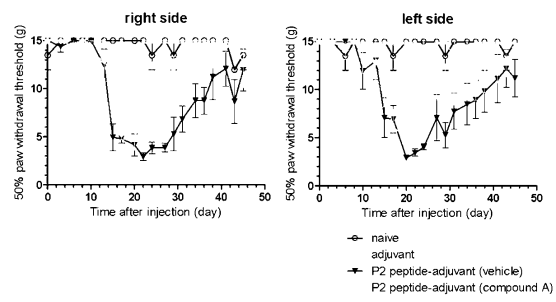 right side
left side
50% paw withdrawal threshold (g)
15
10
5
0
0 10 20 30 40 50
Time after injection (day)
50% paw withdrawal threshold (g)
15
10
5
0
0 10 20 30 40 50
Time after injection (day)
naive
adjuvant
P2 peptide-adjuvant (vehicle)
P2 peptide-adjuvant (compound A)